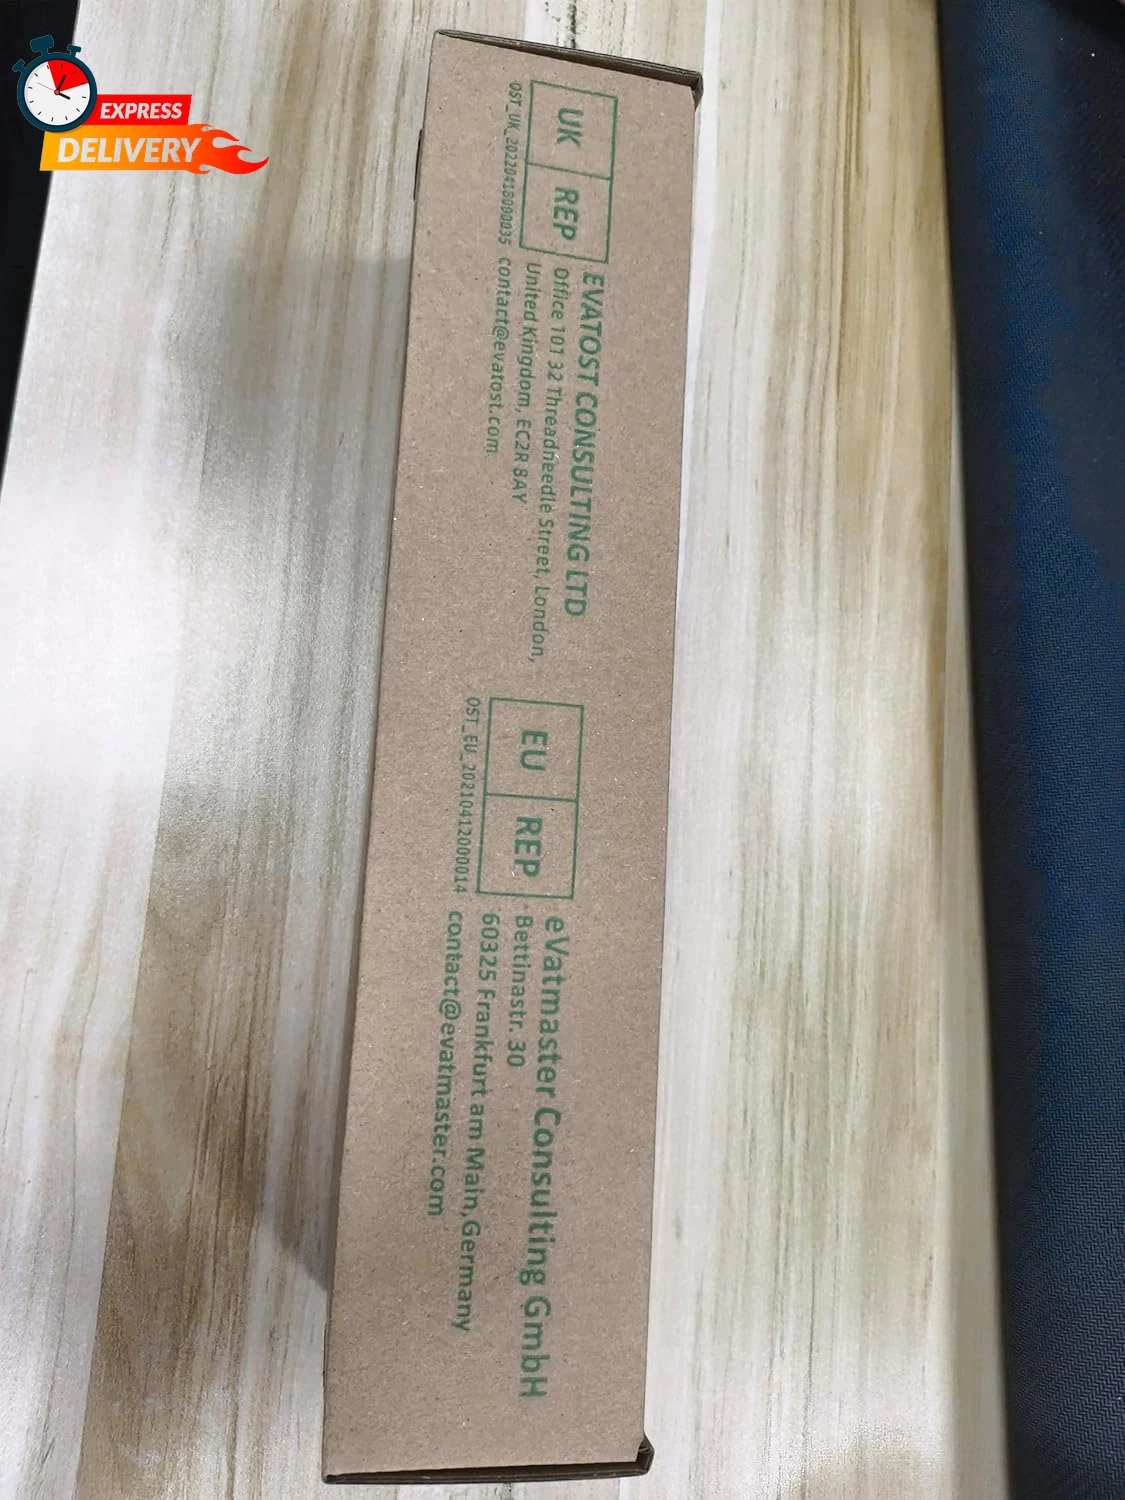 EXPRESS
DELIVERY
UK REP
OST_UK_20220418000035
EVATOST CONSULTING LTD
Office 101 32 Threadneedle Street, London,
United Kingdom, EC2R 8AY
contact@evatost.com
EU REP
OST_EU_20210412000014
eVatmaster Consulting GmbH
Bettinastr. 30
60325 Frankfurt am Main,Germany
contact@evatmaster.com